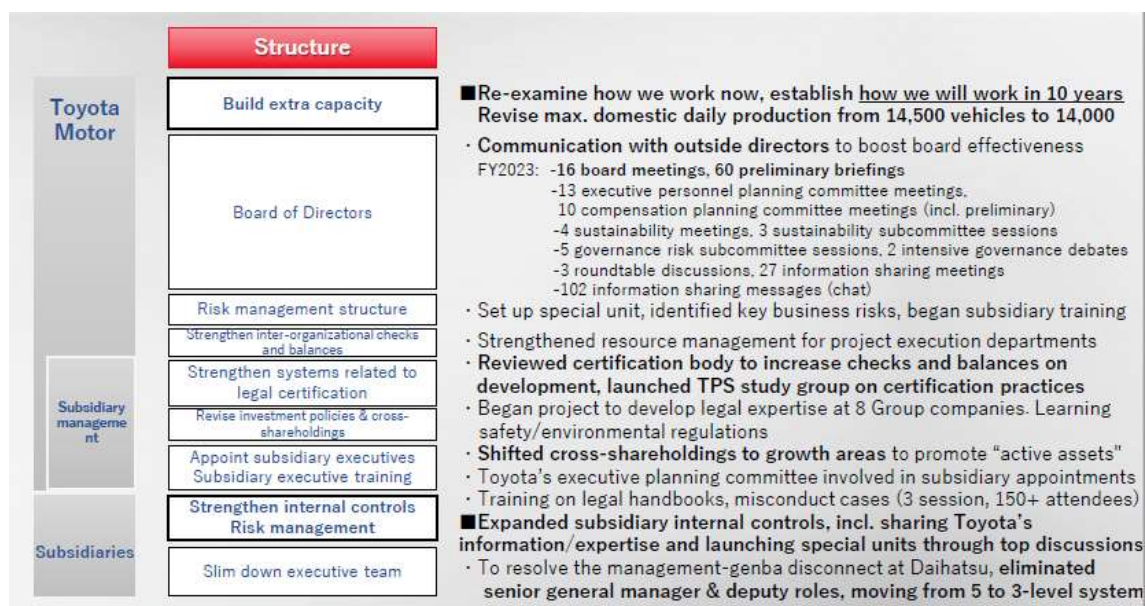 Structure
Toyota
Motor
Build extra capacity
■Re-examine how we work now, establish how we will work in 10 years
Revise max. domestic daily production from 14,500 vehicles to 14,000
Board of Directors
· Communication with outside directors to boost board effectiveness
FY2023: -16 board meetings, 60 preliminary briefings
-13 executive personnel planning committee meetings,
10 compensation planning committee meetings (incl. preliminary)
-4 sustainability meetings, 3 sustainability subcommittee sessions
-5 governance risk subcommittee sessions, 2 intensive governance debates
-3 roundtable discussions, 27 information sharing meetings
-102 information sharing messages (chat)
Risk management structure
· Set up special unit, identified key business risks, began subsidiary training
Strengthen inter-organizational checks
and balances
· Strengthened resource management for project execution departments
Subsidiary
manageme
nt
Strengthen systems related to
legal certification
· Reviewed certification body to increase checks and balances on
development, launched TPS study group on certification practices
· Began project to develop legal expertise at 8 Group companies. Learning
safety/environmental regulations
Revise investment policies & cross-
shareholdings
· Shifted cross-shareholdings to growth areas to promote “active assets”
Appoint subsidiary executives
Subsidiary executive training
· Toyota’s executive planning committee involved in subsidiary appointments
· Training on legal handbooks, misconduct cases (3 session, 150+ attendees)
Subsidiaries
Strengthen internal controls
Risk management
■Expanded subsidiary internal controls, incl. sharing Toyota’s
information/expertise and launching special units through top discussions
Slim down executive team
· To resolve the management-genba disconnect at Daihatsu, eliminated
senior general manager & deputy roles, moving from 5 to 3-level system